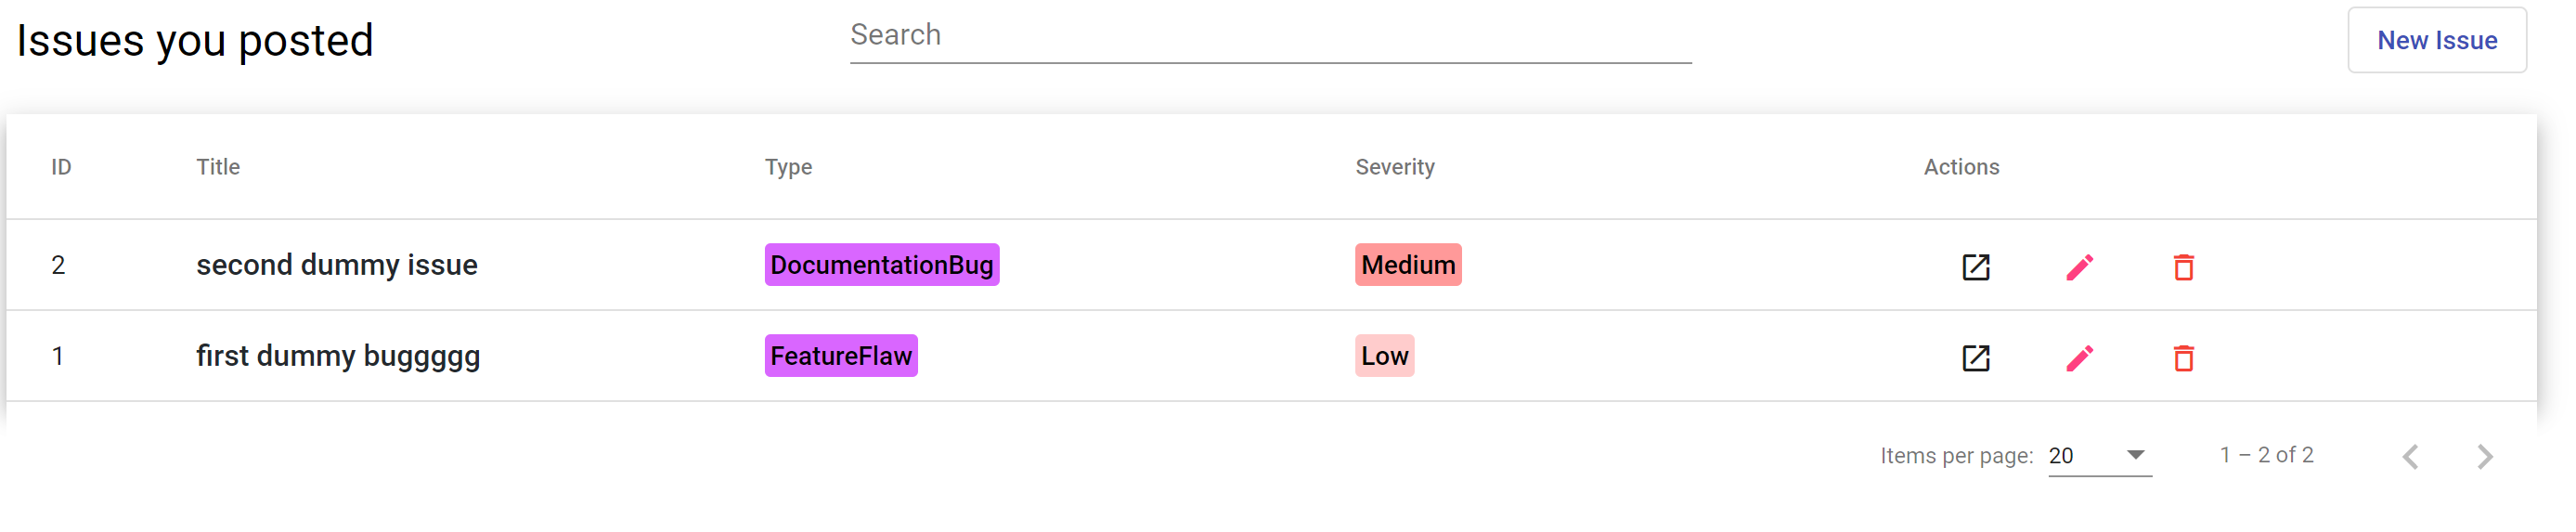 Issues you posted Search New Issue
ID Title Type Severity Actions
2 second dummy issue DocumentationBug Medium
1 first dummy buggggg FeatureFlaw Low
Items per page: 20 1 – 2 of 2